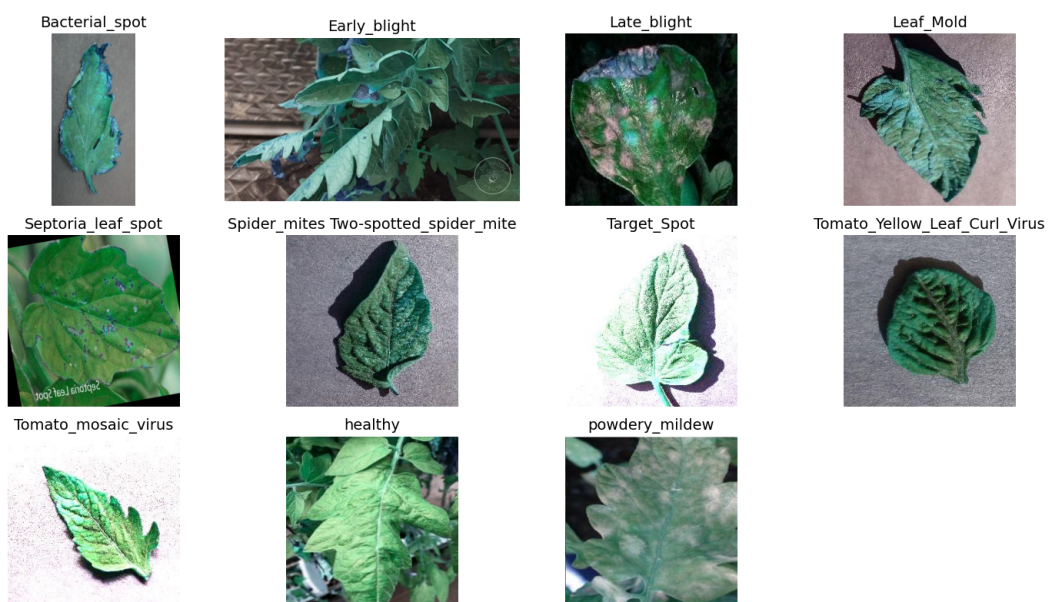 Bacterial_spot
Early_blight
Late_blight
Leaf_Mold
Septoria_leaf_spot
Spider_mites Two-spotted_spider_mite
Target_Spot
Tomato_Yellow_Leaf_Curl_Virus
Septoria Leaf Spot
Tomato_mosaic_virus
healthy
powdery_mildew